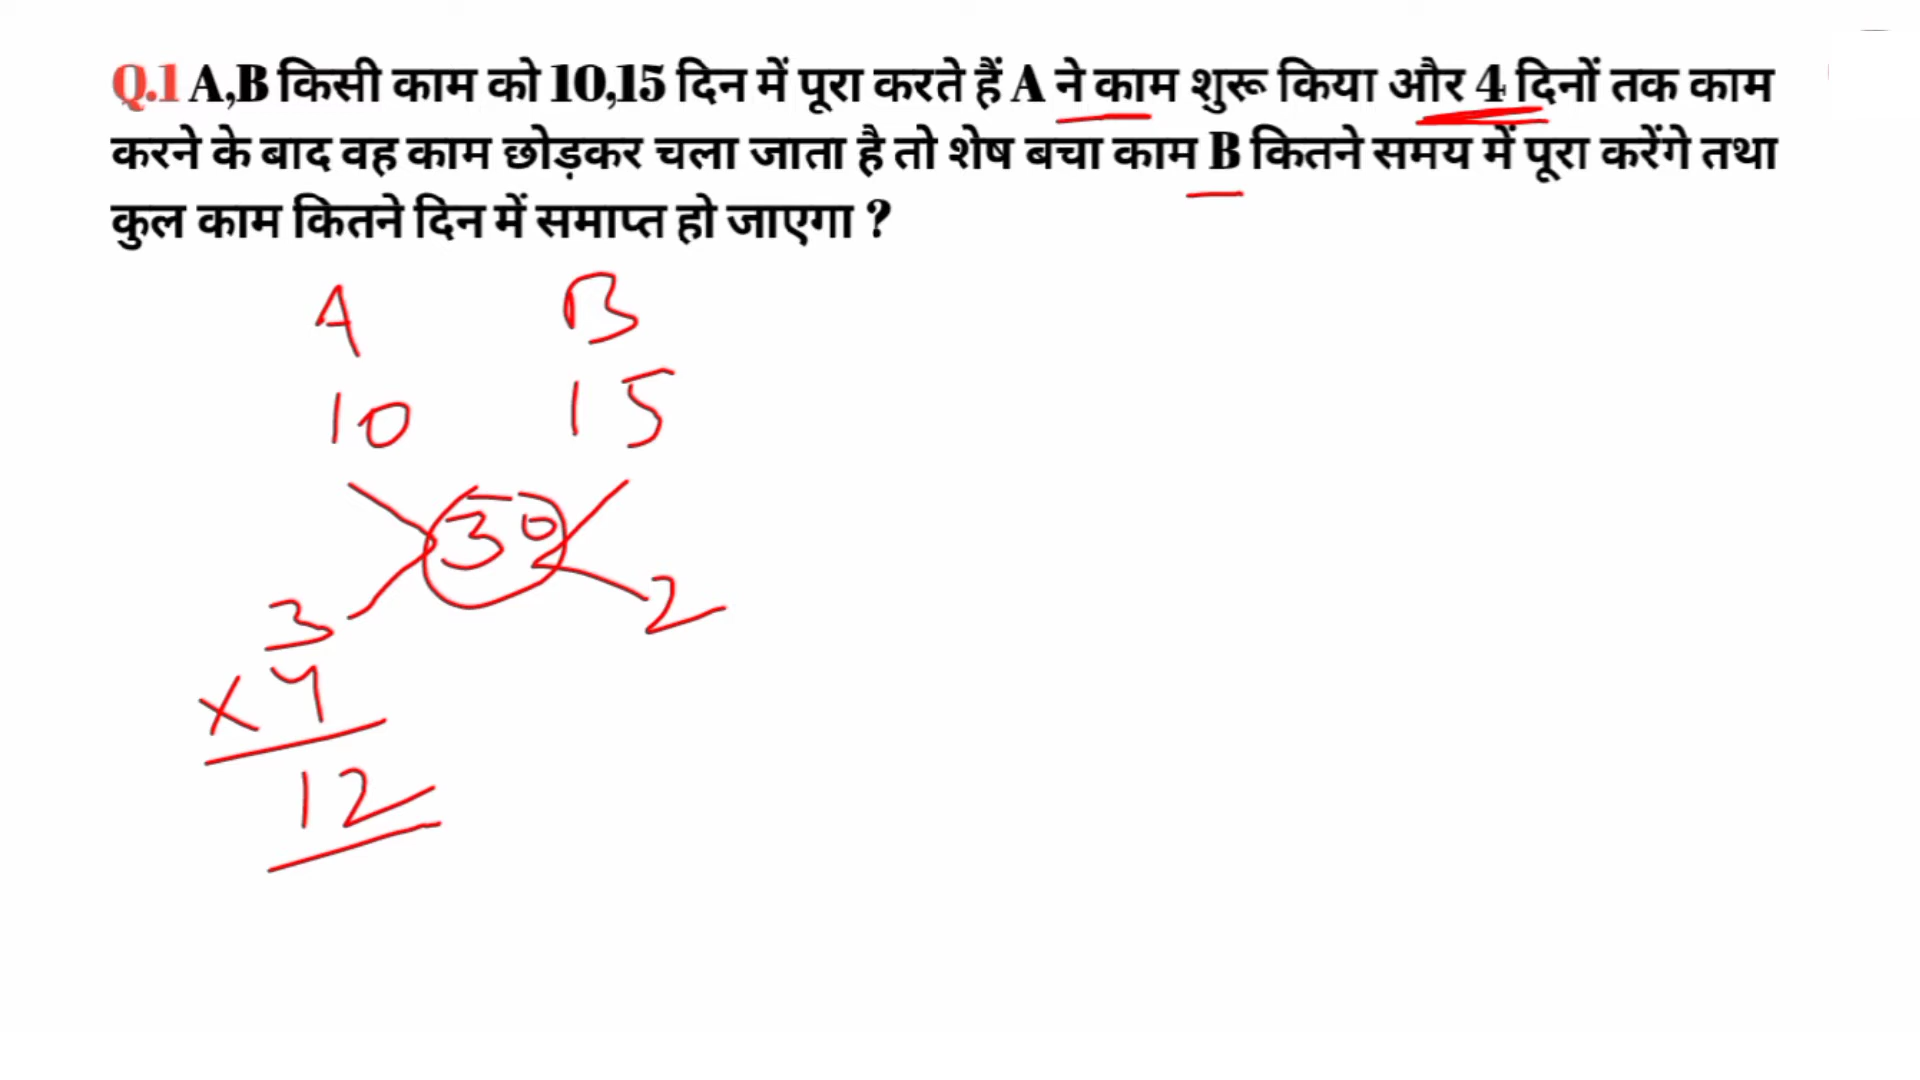 Q.1 A,B किसी काम को 10,15 दिन में पूरा करते हैं A ने काम शुरू किया और 4 दिनों तक काम
करने के बाद वह काम छोड़कर चला जाता है तो शेष बचा काम B कितने समय में पूरा करेंगे तथा
कुल काम कितने दिन में समाप्त हो जाएगा ?
A B
10 15
30
3 2
x 4
12